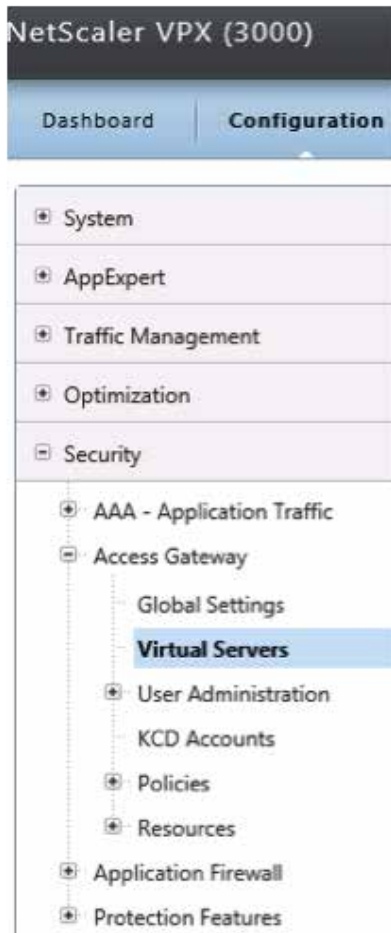 NetScaler VPX (3000)
Dashboard Configuration
System
AppExpert
Traffic Management
Optimization
Security
AAA - Application Traffic
Access Gateway
Global Settings
Virtual Servers
User Administration
KCD Accounts
Policies
Resources
Application Firewall
Protection Features